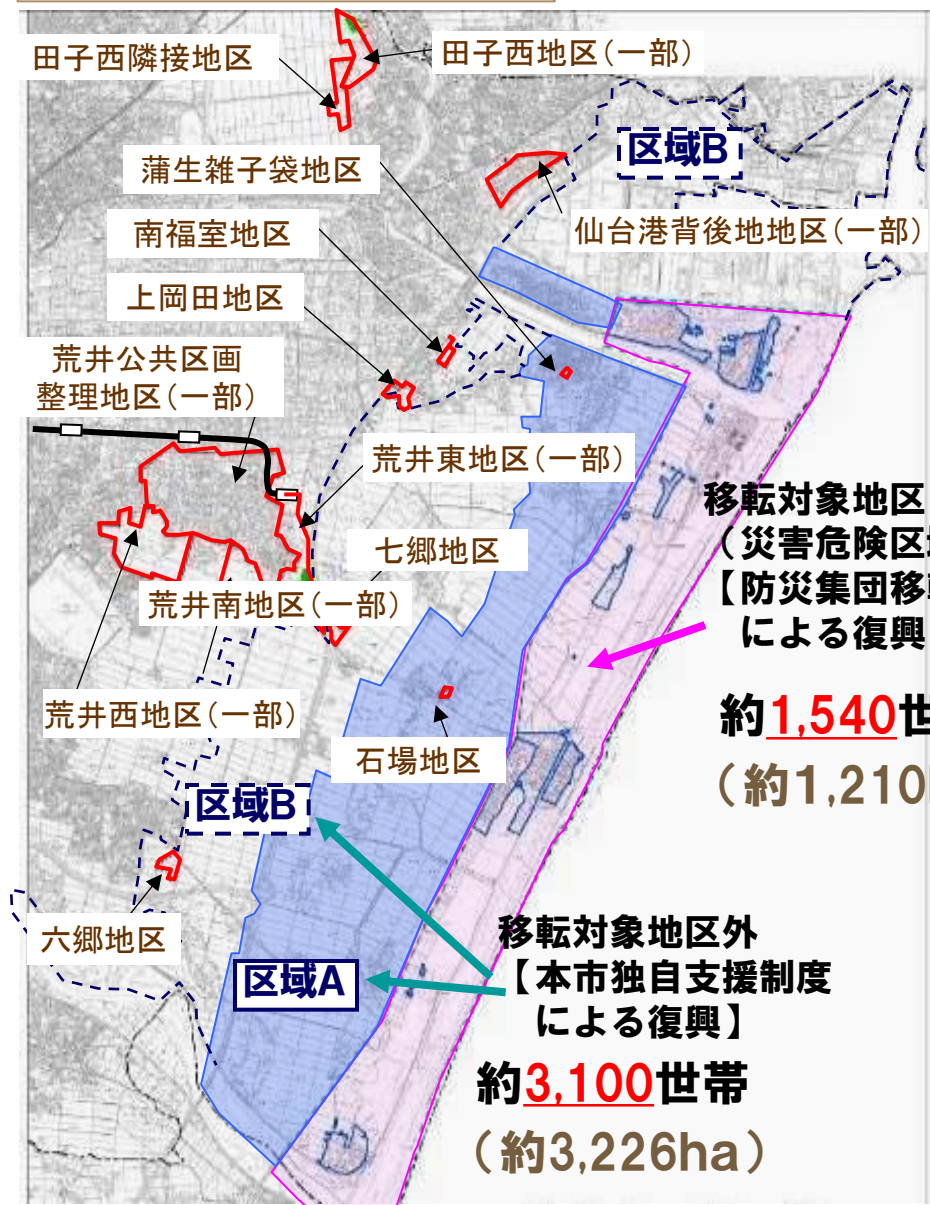 田子西隣接地区
田子西地区(一部)
区域B
蒲生雑子袋地区
南福室地区
仙台港背後地地区(一部)
上岡田地区
荒井公共区画
整理地区(一部)
荒井東地区(一部)
移転対象地区
(災害危険区
【防災集団移
による復興
七郷地区
荒井南地区(一部)
荒井西地区(一部)
約1,540世
石場地区
(約1,210
区域B
六郷地区
移転対象地区外
【本市独自支援制度
による復興】
区域A
約3,100世帯
(約3,226ha)